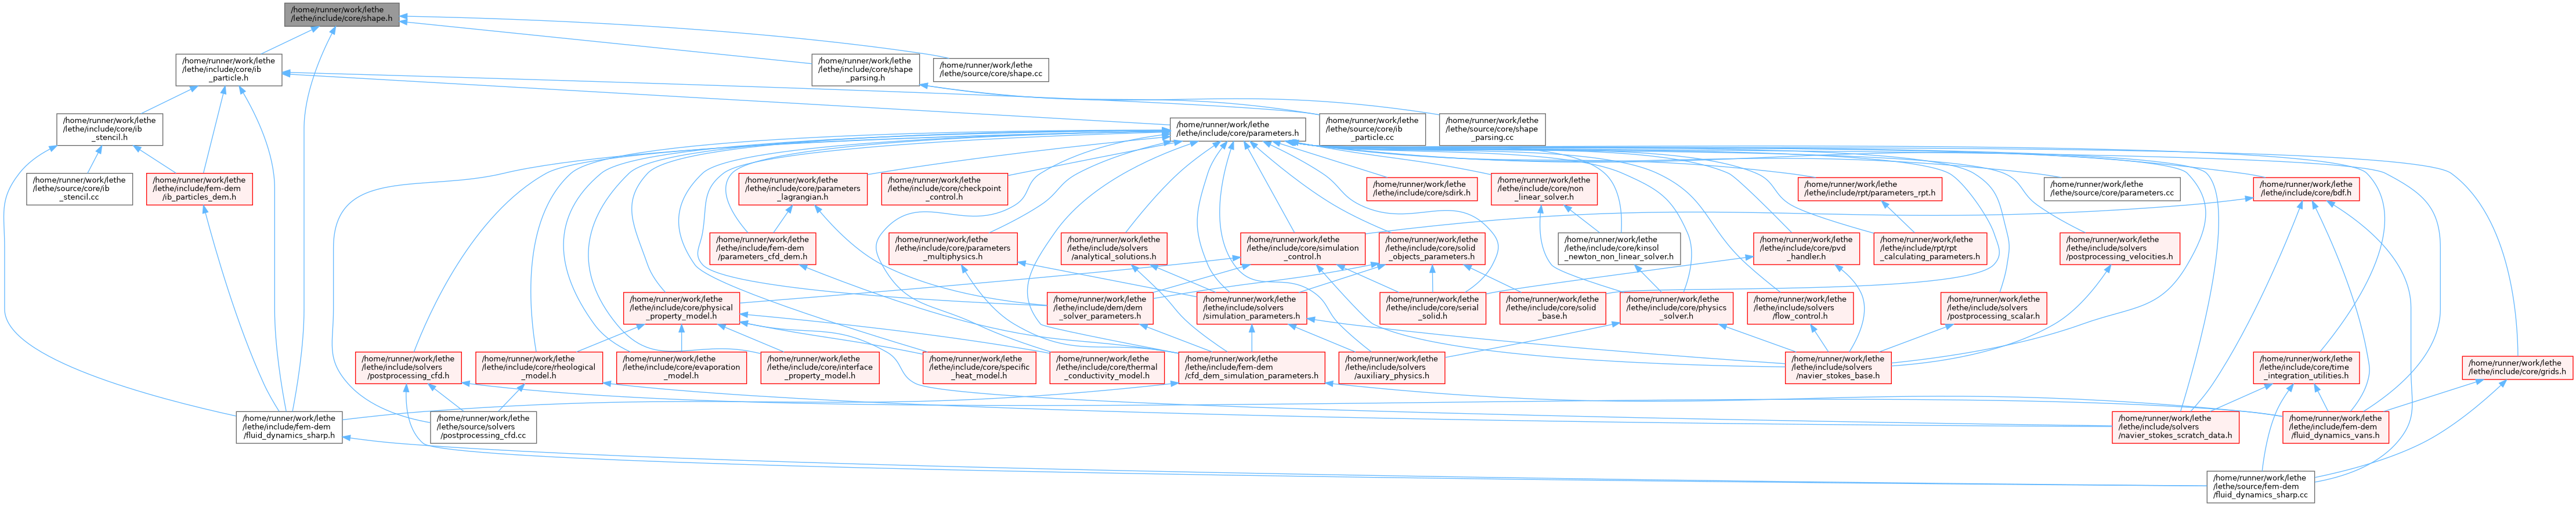 /home/runner/work/lethe
/lethe/include/core/shape.h
/home/runner/work/lethe
/lethe/include/core/ib
_particle.h
/home/runner/work/lethe
/lethe/include/core/shape
_parsing.h
/home/runner/work/lethe
/lethe/source/core/shape.cc
/home/runner/work/lethe
/lethe/include/core/ib
_stencil.h
/home/runner/work/lethe
/lethe/include/core/parameters.h
/home/runner/work/lethe
/lethe/source/core/ib
_particle.cc
/home/runner/work/lethe
/lethe/source/core/shape
_parsing.cc
/home/runner/work/lethe
/lethe/source/core/ib
_stencil.cc
/home/runner/work/lethe
/lethe/include/fem-dem
/ib_particles_dem.h
/home/runner/work/lethe
/lethe/include/core/parameters
_lagrangian.h
/home/runner/work/lethe
/lethe/include/core/checkpoint
_control.h
/home/runner/work/lethe
/lethe/include/core/sdirk.h
/home/runner/work/lethe
/lethe/include/core/non
_linear_solver.h
/home/runner/work/lethe
/lethe/include/rpt/parameters_rpt.h
/home/runner/work/lethe
/lethe/source/core/parameters.cc
/home/runner/work/lethe
/lethe/include/core/bdf.h
/home/runner/work/lethe
/lethe/include/fem-dem
/parameters_cfd_dem.h
/home/runner/work/lethe
/lethe/include/core/parameters
_multiphysics.h
/home/runner/work/lethe
/lethe/include/solvers
/analytical_solutions.h
/home/runner/work/lethe
/lethe/include/core/simulation
_control.h
/home/runner/work/lethe
/lethe/include/core/solid
_objects_parameters.h
/home/runner/work/lethe
/lethe/include/core/kinsol
_newton_non_linear_solver.h
/home/runner/work/lethe
/lethe/include/core/pvd
_handler.h
/home/runner/work/lethe
/lethe/include/rpt/rpt
_calculating_parameters.h
/home/runner/work/lethe
/lethe/include/solvers
/postprocessing_velocities.h
/home/runner/work/lethe
/lethe/include/core/physical
_property_model.h
/home/runner/work/lethe
/lethe/include/dem/dem
_solver_parameters.h
/home/runner/work/lethe
/lethe/include/solvers
/simulation_parameters.h
/home/runner/work/lethe
/lethe/include/core/serial
_solid.h
/home/runner/work/lethe
/lethe/include/core/solid
_base.h
/home/runner/work/lethe
/lethe/include/core/physics
_solver.h
/home/runner/work/lethe
/lethe/include/solvers
/flow_control.h
/home/runner/work/lethe
/lethe/include/solvers
/postprocessing_scalar.h
/home/runner/work/lethe
/lethe/include/solvers
/postprocessing_cfd.h
/home/runner/work/lethe
/lethe/include/core/rheological
_model.h
/home/runner/work/lethe
/lethe/include/core/evaporation
_model.h
/home/runner/work/lethe
/lethe/include/core/interface
_property_model.h
/home/runner/work/lethe
/lethe/include/core/specific
_heat_model.h
/home/runner/work/lethe
/lethe/include/core/thermal
_conductivity_model.h
/home/runner/work/lethe
/lethe/include/fem-dem
/cfd_dem_simulation_parameters.h
/home/runner/work/lethe
/lethe/include/solvers
/auxiliary_physics.h
/home/runner/work/lethe
/lethe/include/solvers
/navier_stokes_base.h
/home/runner/work/lethe
/lethe/include/core/time
_integration_utilities.h
/home/runner/work/lethe
/lethe/include/core/grids.h
/home/runner/work/lethe
/lethe/include/fem-dem
/fluid_dynamics_sharp.h
/home/runner/work/lethe
/lethe/source/solvers
/postprocessing_cfd.cc
/home/runner/work/lethe
/lethe/include/solvers
/navier_stokes_scratch_data.h
/home/runner/work/lethe
/lethe/include/fem-dem
/fluid_dynamics_vans.h
/home/runner/work/lethe
/lethe/source/fem-dem
/fluid_dynamics_sharp.cc